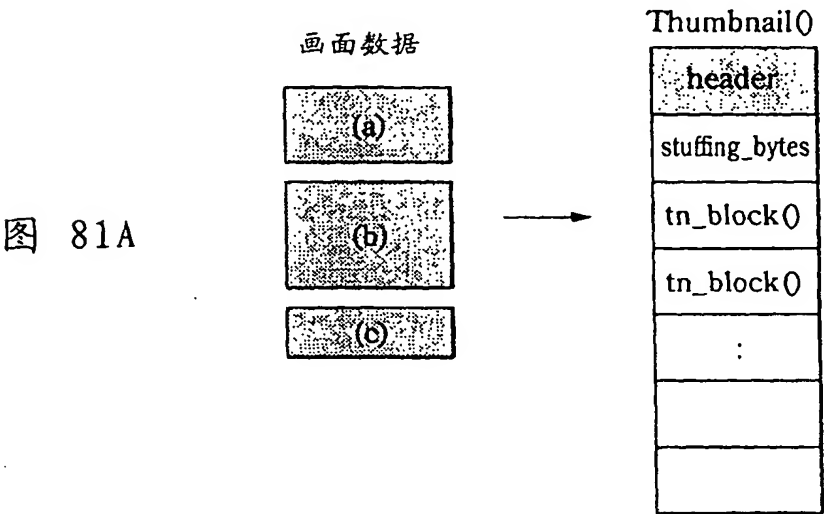 图 81A
画面数据
(a)
(b)
(c)
Thumbnail()
header
stuffing_bytes
tn_block()
tn_block()
: